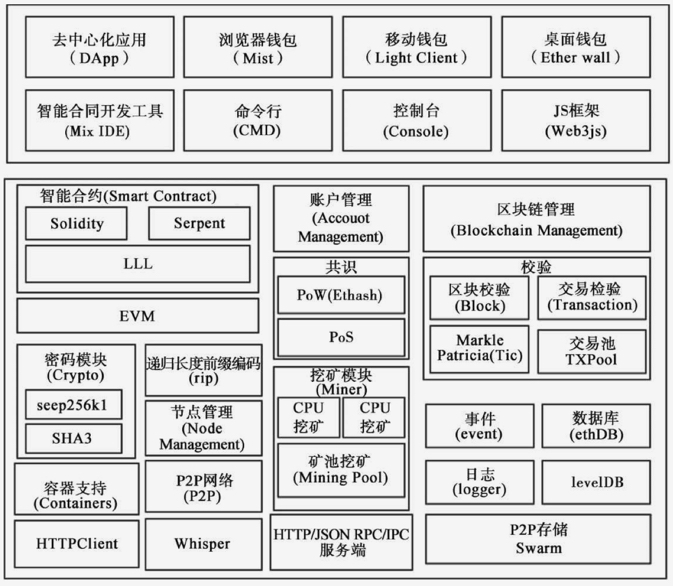 去中心化应用
（DApp）
浏览器钱包
(Mist)
移动钱包
(Light Client)
桌面钱包
(Ether wall)
智能合同开发工具
(Mix IDE)
命令行
(CMD)
控制台
(Console)
JS框架
(Web3js)
智能合约(Smart Contract)
Solidity
Serpent
LLL
EVM
账户管理
(Accouot
Management)
区块链管理
(Blockchain Management)
共识
PoW(Ethash)
PoS
校验
区块校验
(Block)
交易检验
(Transaction)
Markle
Patricia(Tic)
交易池
TXPool
密码模块
(Crypto)
seep256k1
SHA3
递归长度前缀编码
(rip)
节点管理
(Node
Management)
挖矿模块
(Miner)
CPU
挖矿
CPU
挖矿
矿池挖矿
(Mining Pool)
事件
(event)
数据库
(ethDB)
日志
(logger)
levelDB
容器支持
(Containers)
P2P网络
(P2P)
HTTPClient
Whisper
HTTP/JSON RPC/IPC
服务端
P2P存储
Swarm